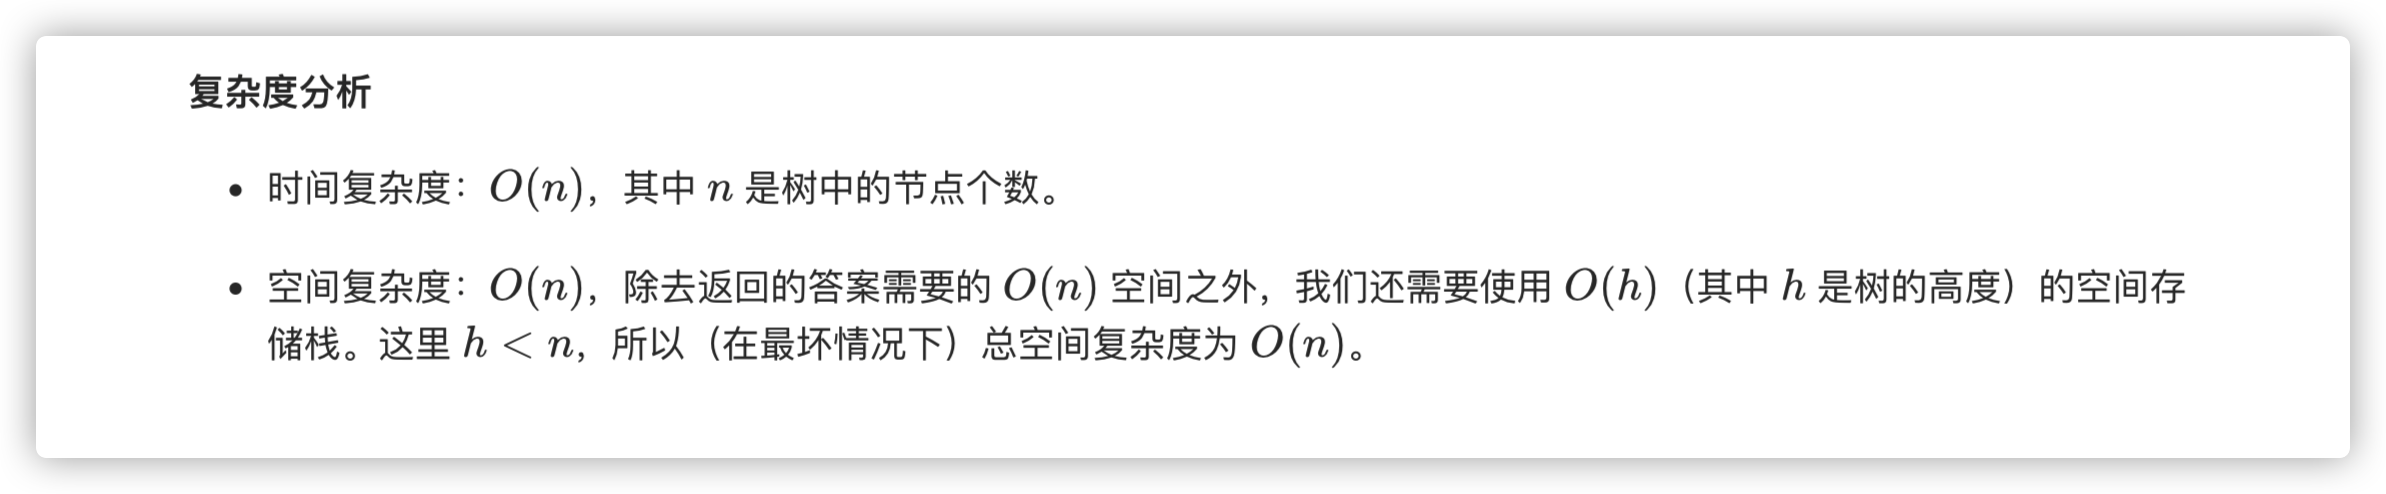 复杂度分析
• 时间复杂度：O(n)，其中 n 是树中的节点个数。
• 空间复杂度：O(n)，除去返回的答案需要的 O(n) 空间之外，我们还需要使用 O(h)（其中 h 是树的高度）的空间存
储栈。这里 h < n，所以（在最坏情况下）总空间复杂度为 O(n)。